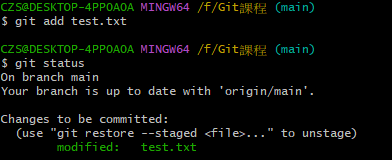 CZS@DESKTOP-4PPOAOA MINGW64 /f/Git課程 (main)
$ git add test.txt
CZS@DESKTOP-4PPOAOA MINGW64 /f/Git課程 (main)
$ git status
On branch main
Your branch is up to date with 'origin/main'.
Changes to be committed:
(use "git restore --staged <file>..." to unstage)
modified: test.txt